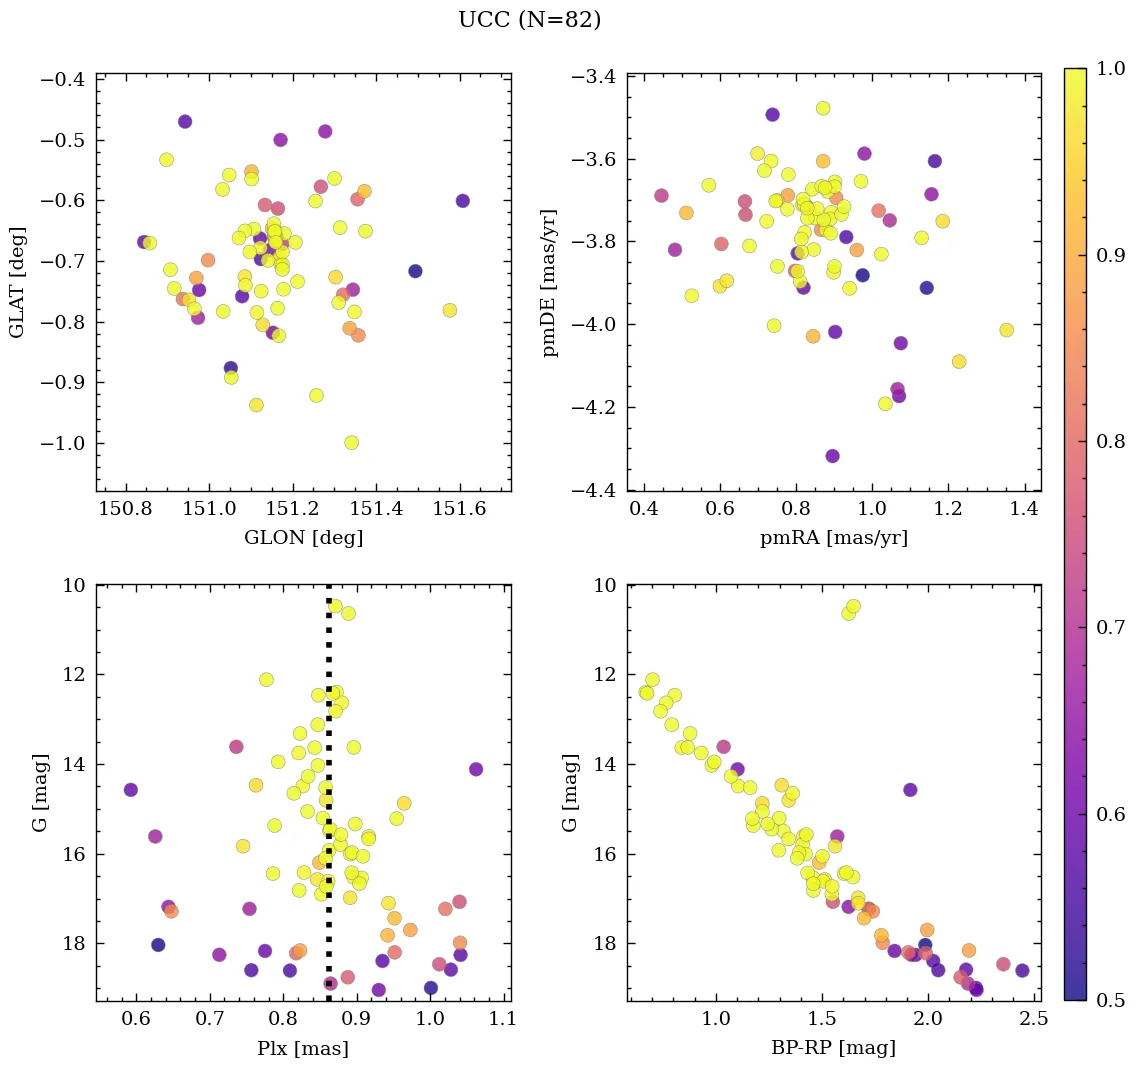 UCC (N=82)
−0.4
−0.5
−0.6
−0.7
−0.8
−0.9
−1.0
GLAT [deg]
150.8 151.0 151.2 151.4 151.6
GLON [deg]
−3.4
−3.6
−3.8
−4.0
−4.2
−4.4
pmDE [mas/yr]
0.4 0.6 0.8 1.0 1.2 1.4
pmRA [mas/yr]
10
12
14
16
18
G [mag]
0.6 0.7 0.8 0.9 1.0 1.1
Plx [mas]
10
12
14
16
18
G [mag]
1.0 1.5 2.0 2.5
BP-RP [mag]
1.0
0.9
0.8
0.7
0.6
0.5